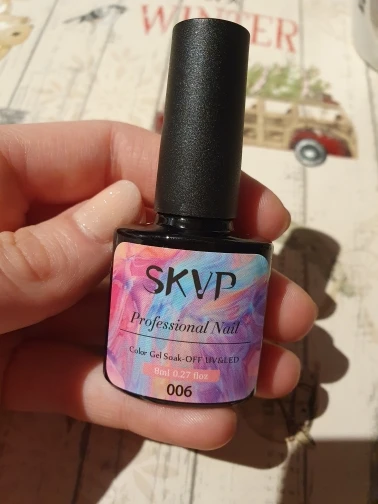 WINTER
SKVP
Professional Nail
Color Gel Soak-OFF UV&LED
8ml 0.27 floz
006